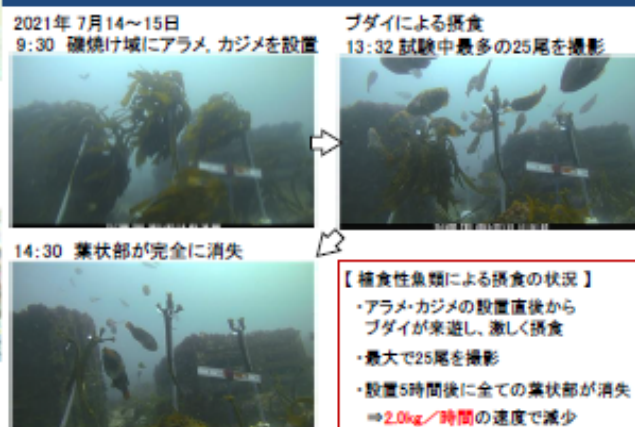 2021年 7月14～15日
9:30 磯焼け域にアラメ，カジメを設置
ブダイによる摂食
13:32 試験中最多の25尾を撮影
14:30 葉状部が完全に消失
【 植食性魚類による摂食の状況 】
・アラメ・カジメの設置直後から
ブダイが来遊し、激しく摂食
・最大で25尾を撮影
・設置5時間後に全ての葉状部が消失
⇒2.0kg／時間の速度で減少